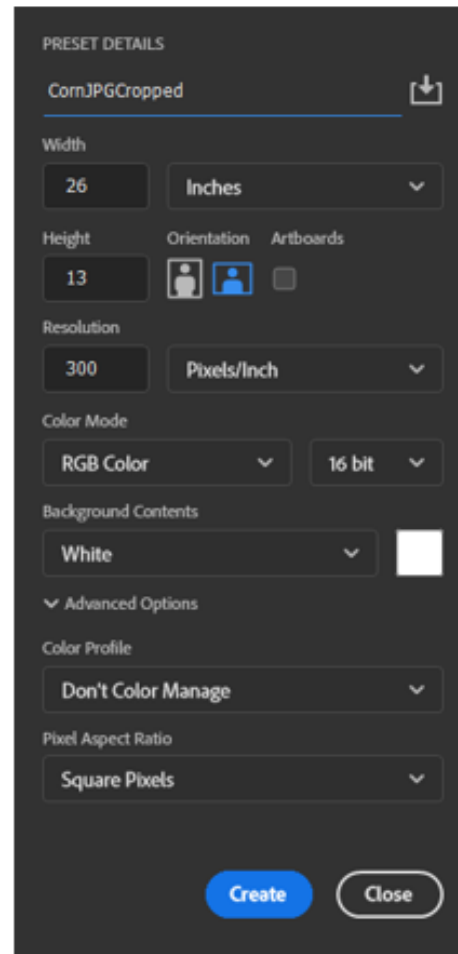 PRESET DETAILS
CornJPGCropped
Width
26 Inches
Height Orientation Artboards
13
Resolution
300 Pixels/Inch
Color Mode
RGB Color 16 bit
Background Contents
White
Advanced Options
Color Profile
Don't Color Manage
Pixel Aspect Ratio
Square Pixels
Create Close